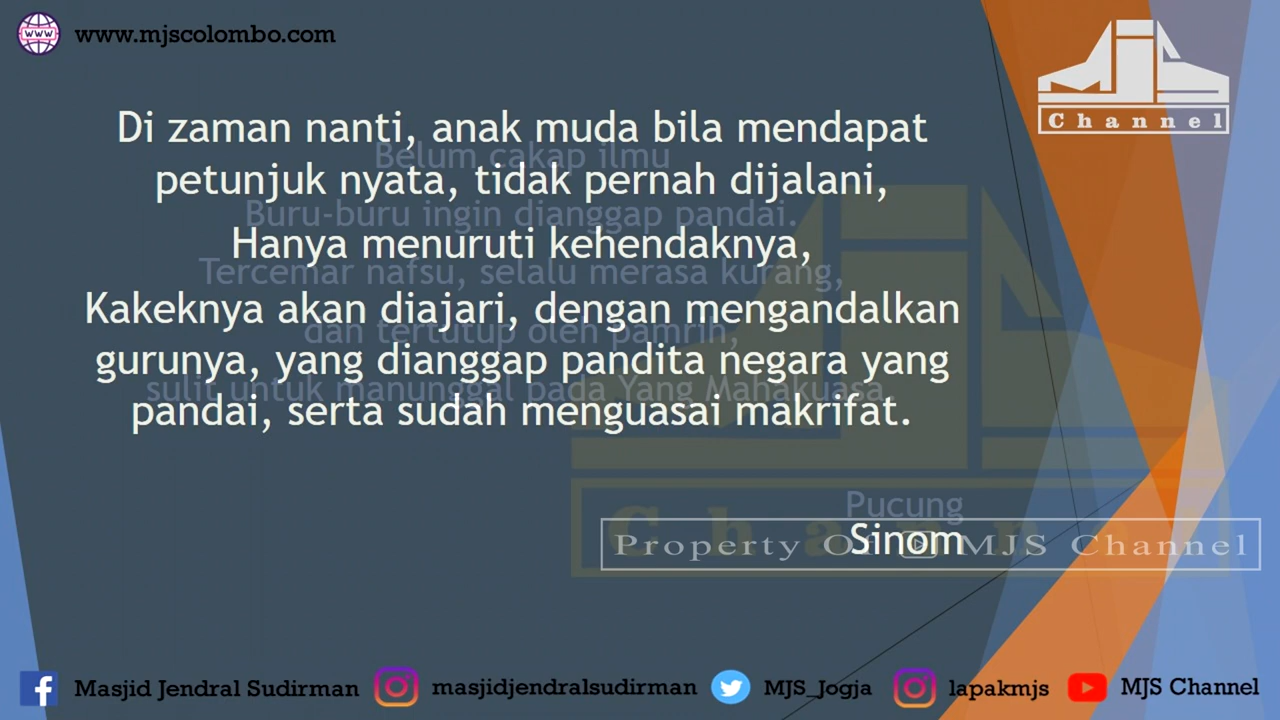 www.mjscolombo.com
MJS
Channel
Di zaman nanti, anak muda bila mendapat
petunjuk nyata, tidak pernah dijalani,
Hanya menuruti kehendaknya,
Kakeknya akan diajari, dengan mengandalkan
gurunya, yang dianggap pandita negara yang
pandai, serta sudah menguasai makrifat.
Belum cakap ilmu
Buru-buru ingin dianggap pandai.
Tercemar nafsu, selalu merasa kurang,
dan tertutup oleh pamrih,
sulit untuk manunggal pada Yang Mahakuasa.
Pucung
Sinom
Property Of MJS Channel
Channel
Masjid Jendral Sudirman masjidjendralsudirman MJS_Jogja lapakmjs MJS Channel